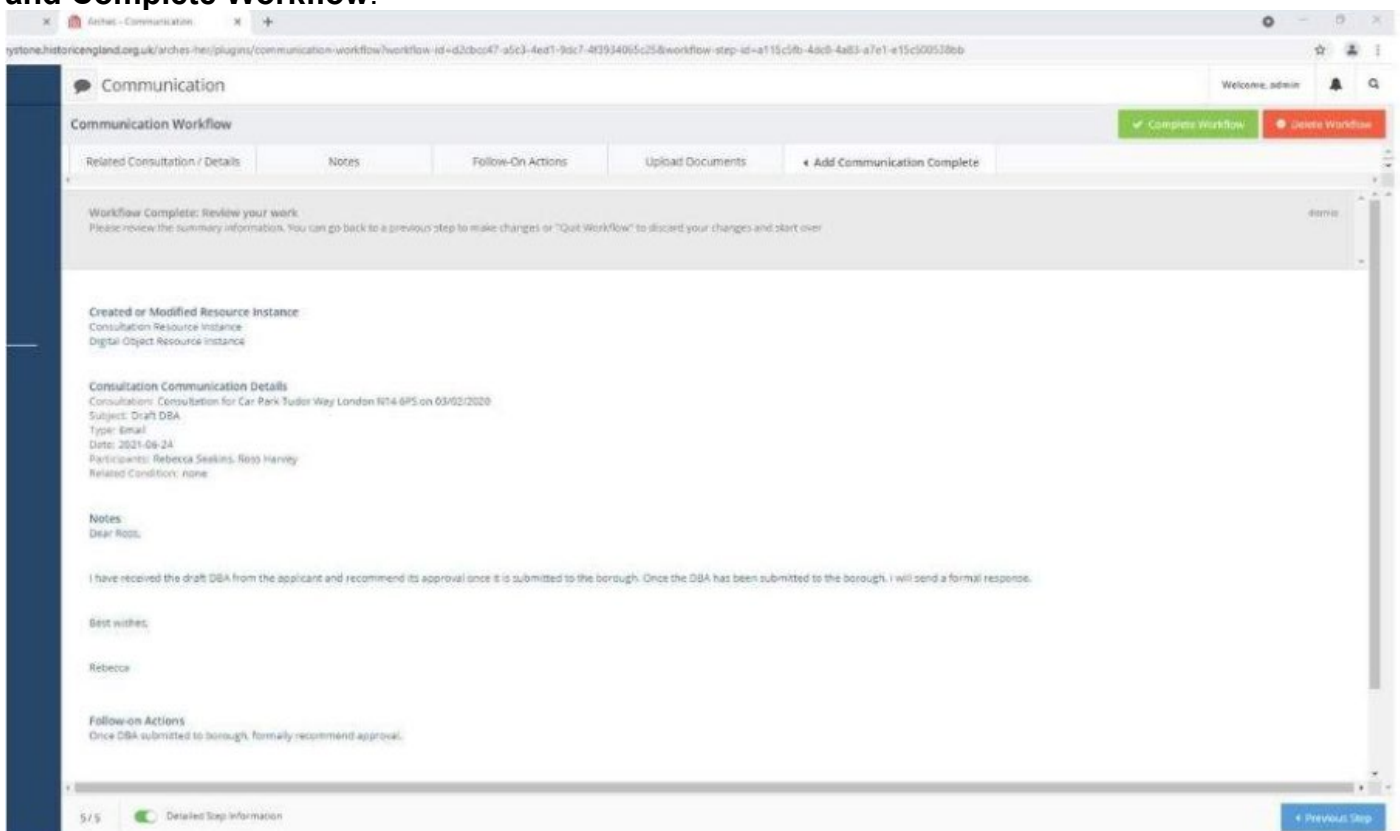 and Complete Workflow.
Arches - Communication
ystone.historicengland.org.uk/arches-her/plugins/communication-workflow?workflow-id=d2cbcc47-a5c3-4ed1-9dc7-4f3934065c25&workflow-step-id=a115c5fb-4dc8-4a83-a7e1-e15c500538bb
Communication
Welcome, admin
Communication Workflow
Complete Workflow
Delete Workflow
Related Consultation / Details
Notes
Follow-On Actions
Upload Documents
Add Communication Complete
Workflow Complete: Review your work
dismiss
Please review the summary information. You can go back to a previous step to make changes or "Quit Workflow" to discard your changes and start over
Created or Modified Resource Instance
Consultation Resource Instance
Digital Object Resource Instance
Consultation Communication Details
Consultation: Consultation for Car Park Tudor Way London N14 6PS on 03/02/2020
Subject: Draft DBA
Type: Email
Date: 2021-06-24
Participants: Rebecca Seakins, Ross Harvey
Related Condition: none
Notes
Dear Ross,
I have received the draft DBA from the applicant and recommend its approval once it is submitted to the borough. Once the DBA has been submitted to the borough, I will send a formal response.
Best wishes,
Rebecca
Follow-on Actions
Once DBA submitted to borough, formally recommend approval.
5/5
Detailed Step Information
Previous Step